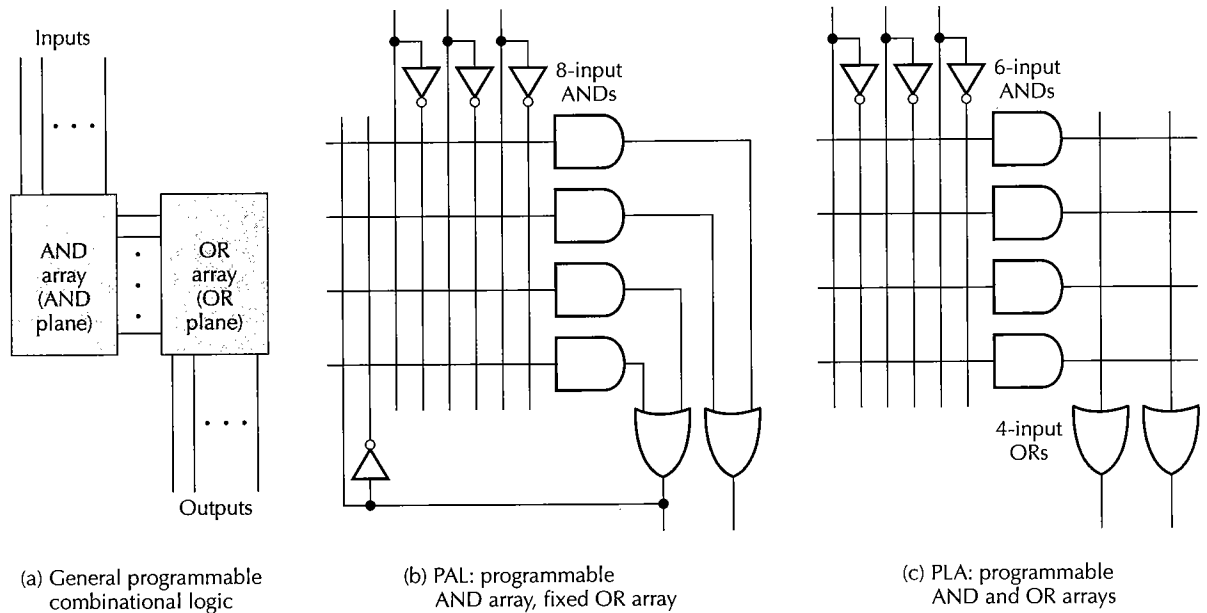 Inputs
AND
array
(AND
plane)
OR
array
(OR
plane)
Outputs
(a) General programmable
combinational logic
8-input
ANDs
(b) PAL: programmable
AND array, fixed OR array
6-input
ANDs
4-input
ORs
(c) PLA: programmable
AND and OR arrays